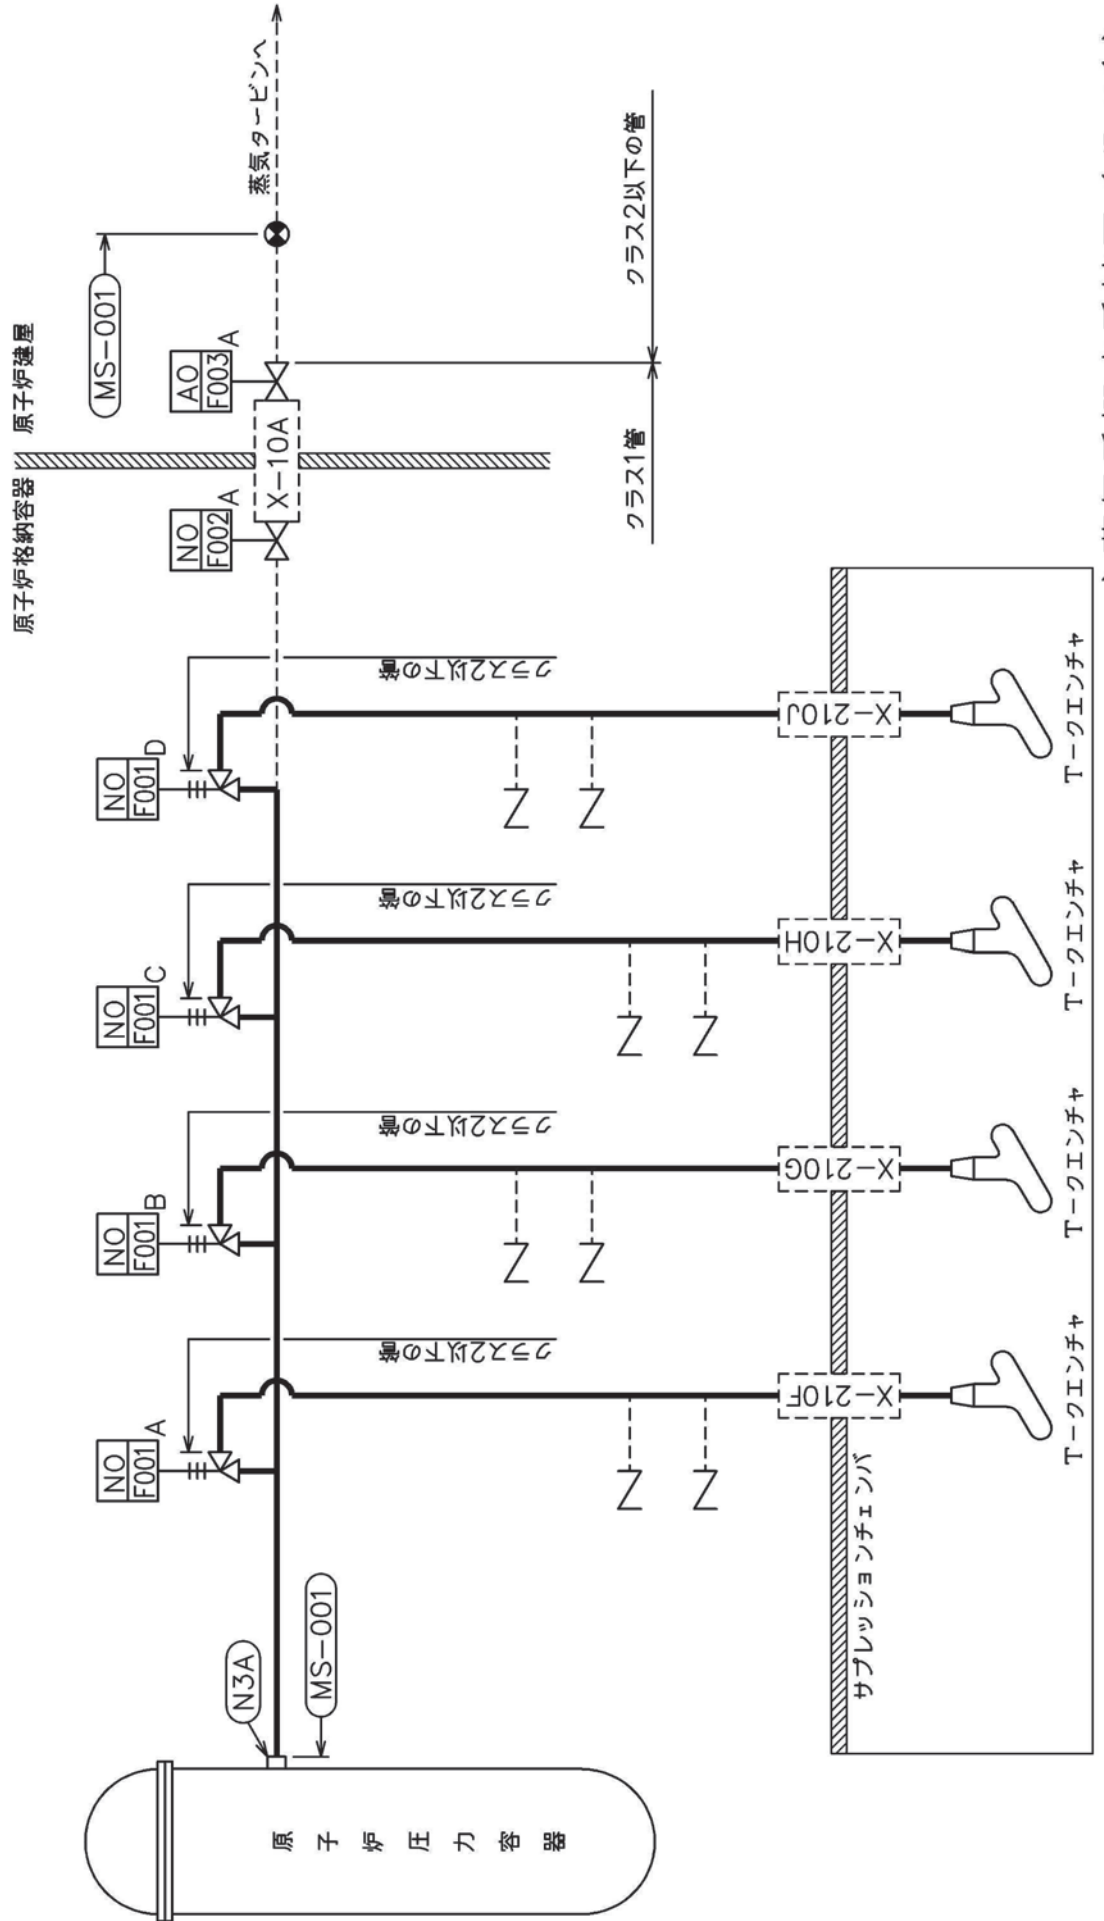 原子炉格納容器
原子炉建屋
MS-001
NO
F001
A
NO
F001
B
NO
F001
C
NO
F001
D
NO
F002
A
AO
F003
A
X-10A
蒸気タービンへ
N3A
MS-001
クラス2以下の管
クラス2以下の管
クラス2以下の管
クラス2以下の管
クラス1管
クラス2以下の管
原子炉圧力容器
X-210F
X-210G
X-210H
X-210J
サプレッションチェンバ
T-クエンチャ
T-クエンチャ
T-クエンチャ
T-クエンチャ